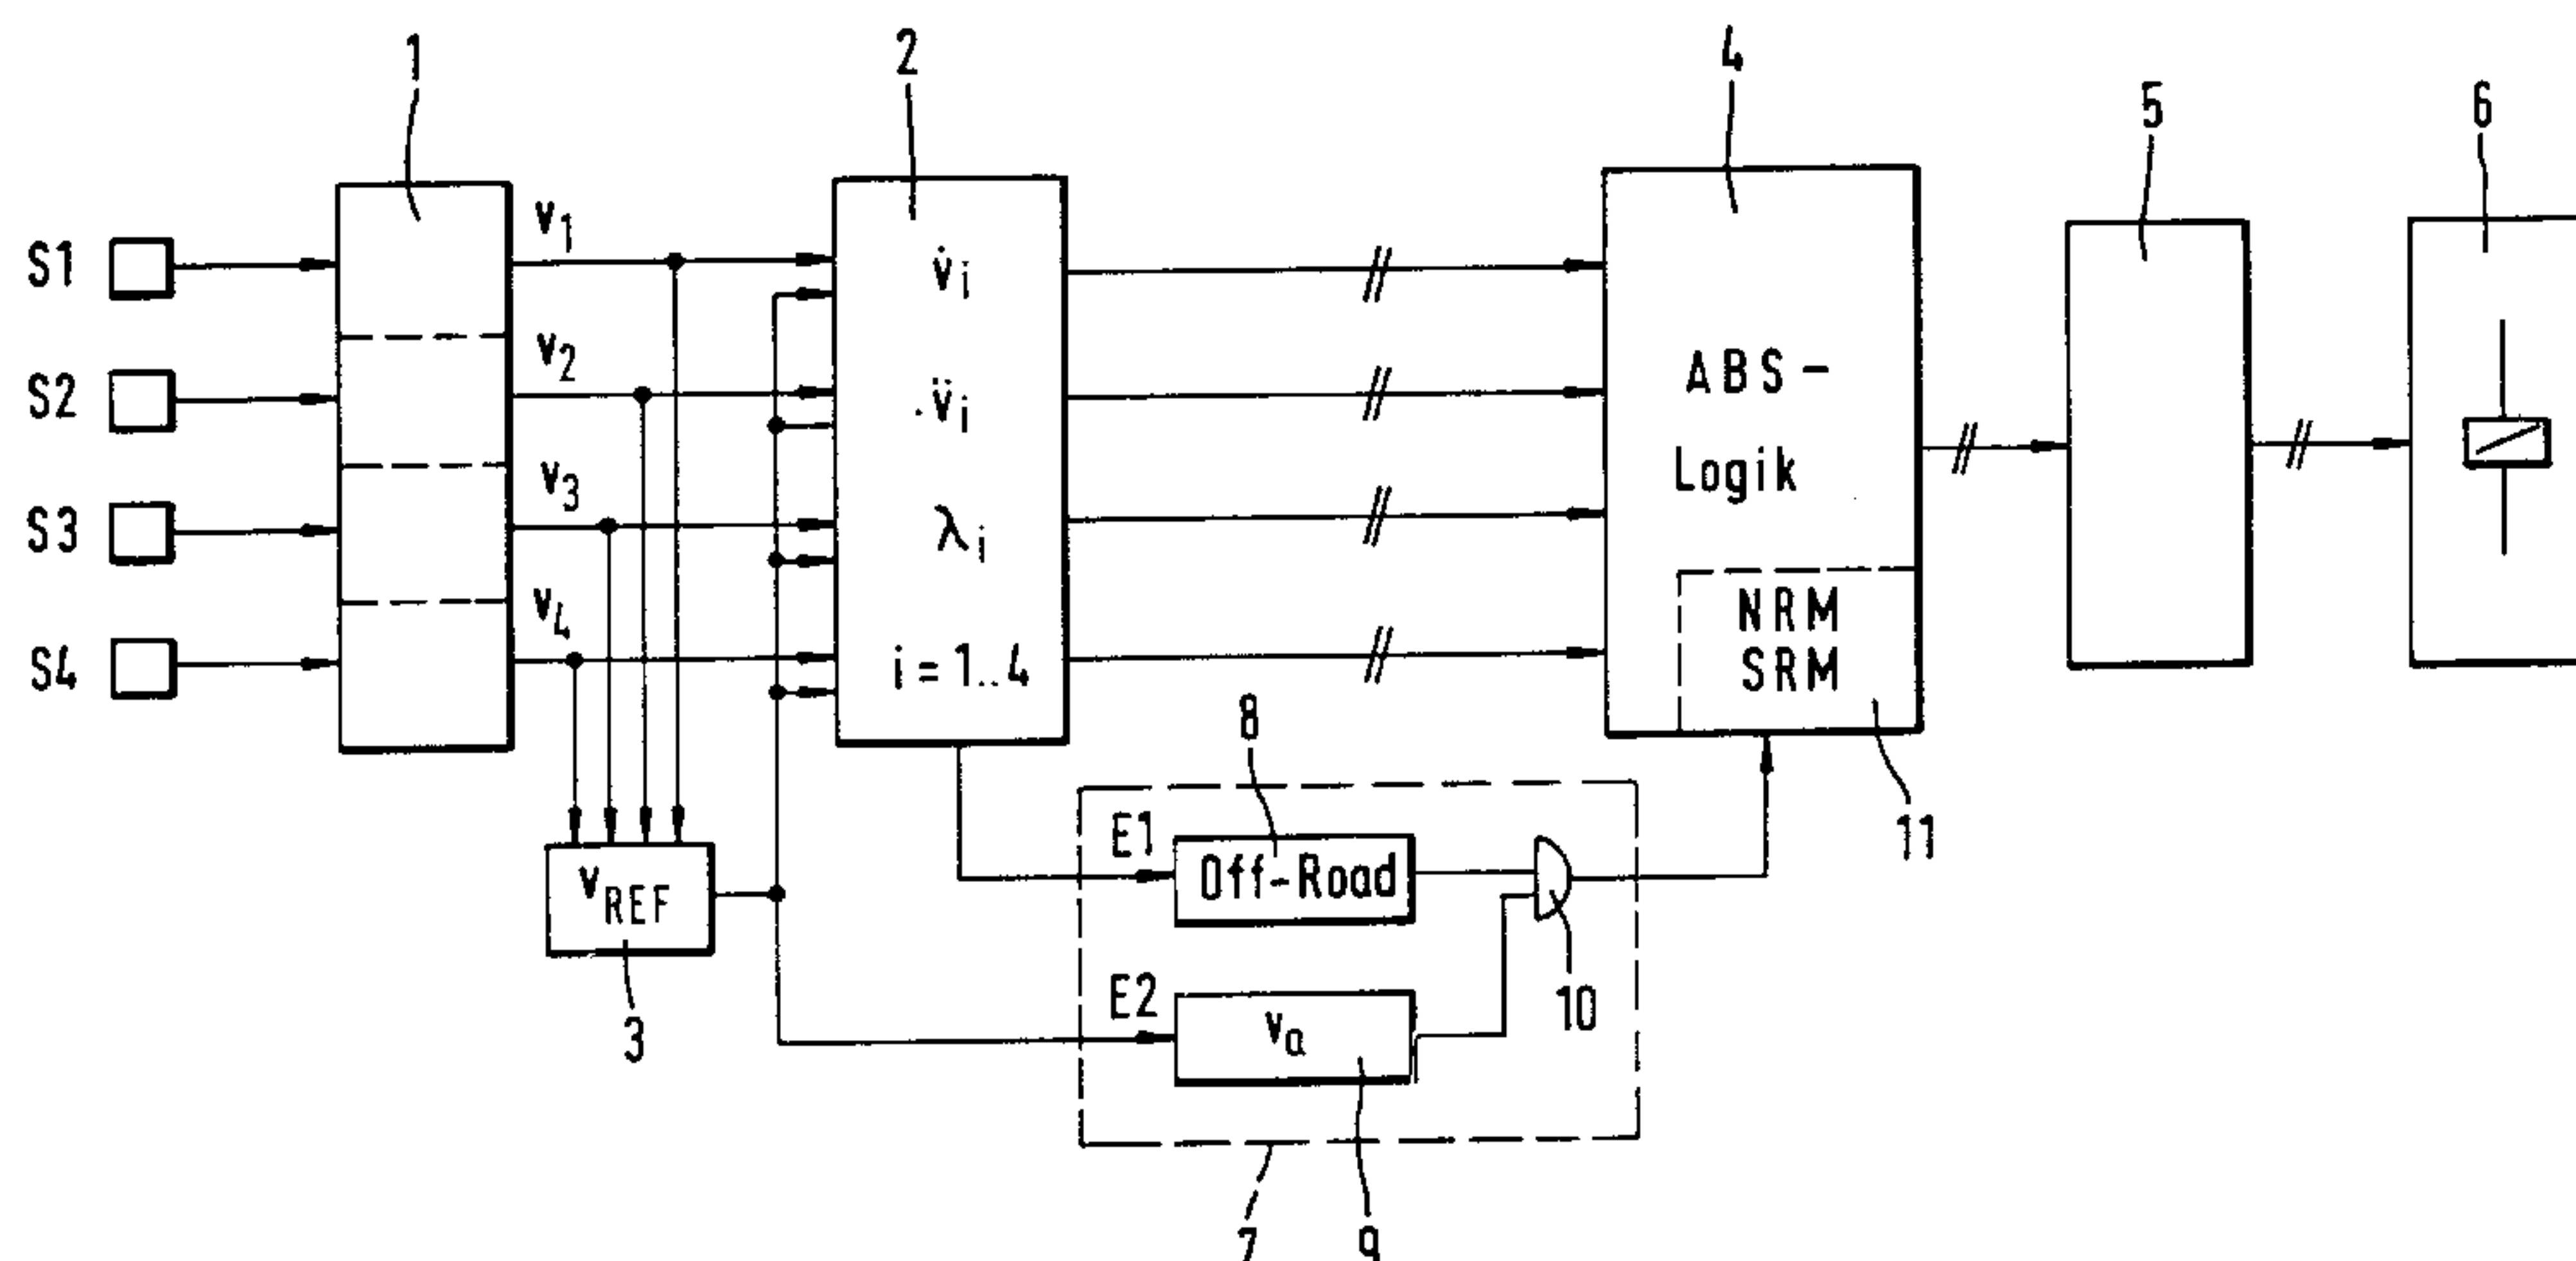 1
2
4
5
6
S1
S2
S3
S4
v1
v2
v3
v4
v̇i
v̈i
λi
i = 1..4
ABS-
Logik
NRM
SRM
11
8
E1
Off-Road
10
vREF
3
E2
va
7
9